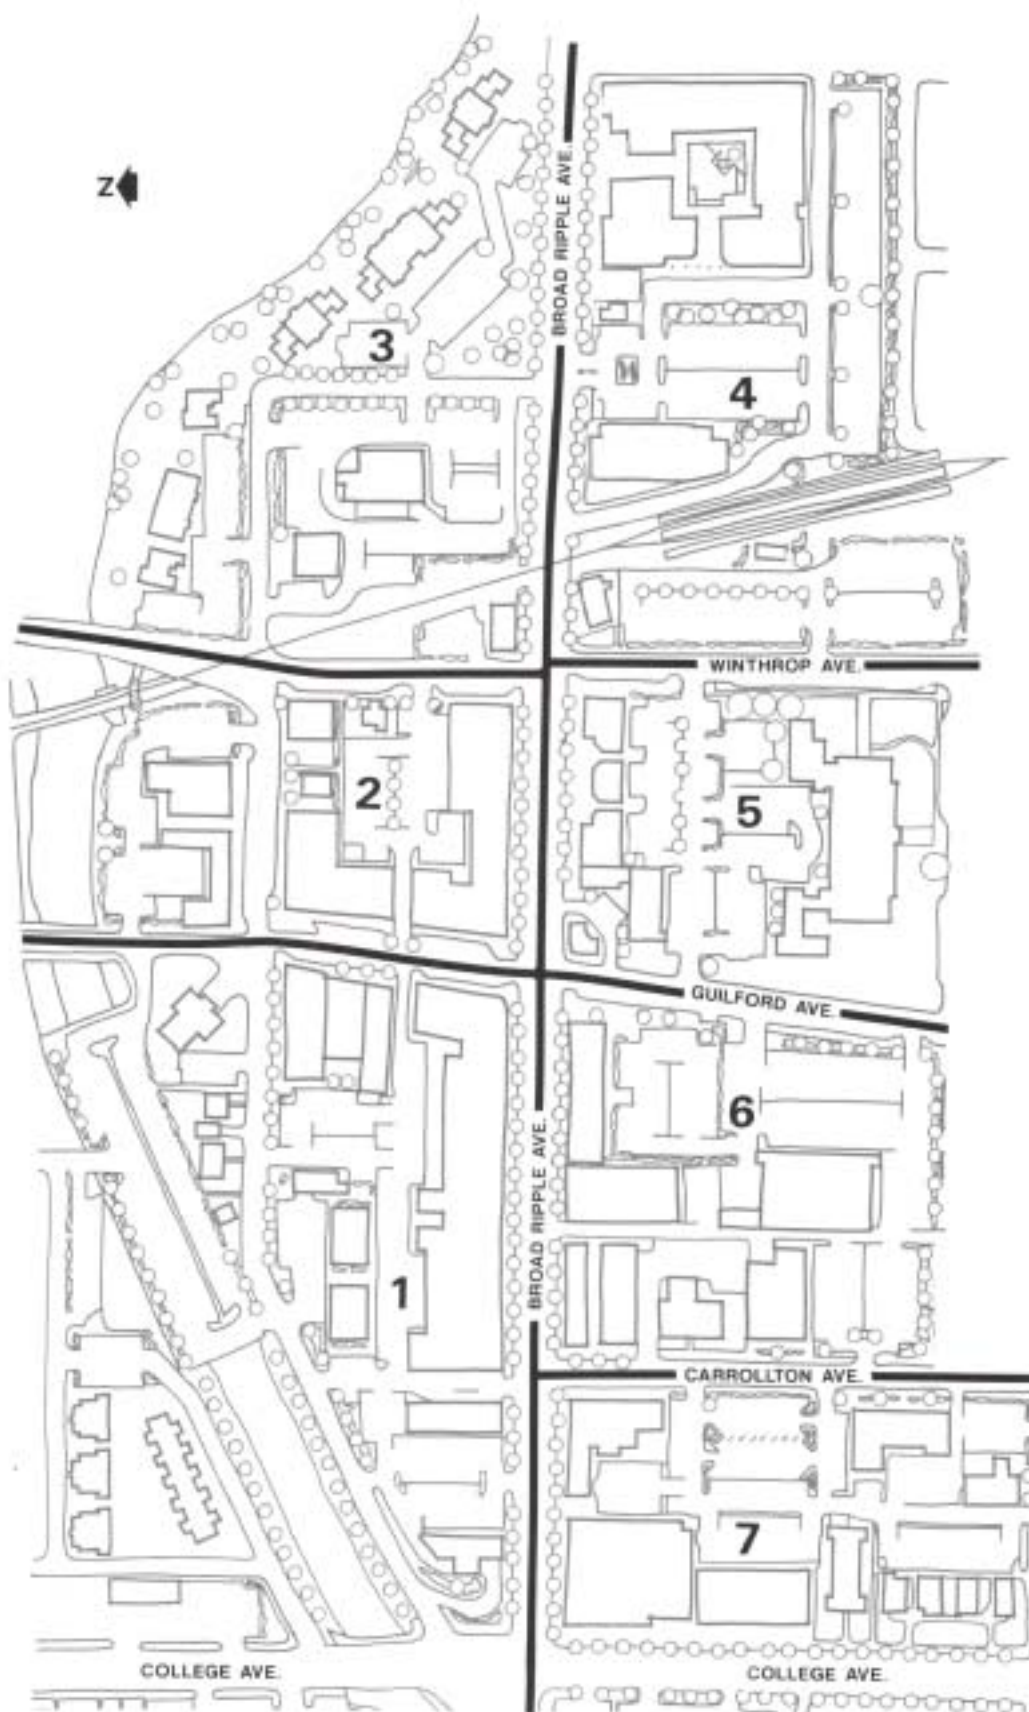 N
BROAD RIPPLE AVE.
3
4
WINTHROP AVE.
2
5
GUILFORD AVE.
6
BROAD RIPPLE AVE.
1
CARROLLTON AVE.
7
COLLEGE AVE.
COLLEGE AVE.